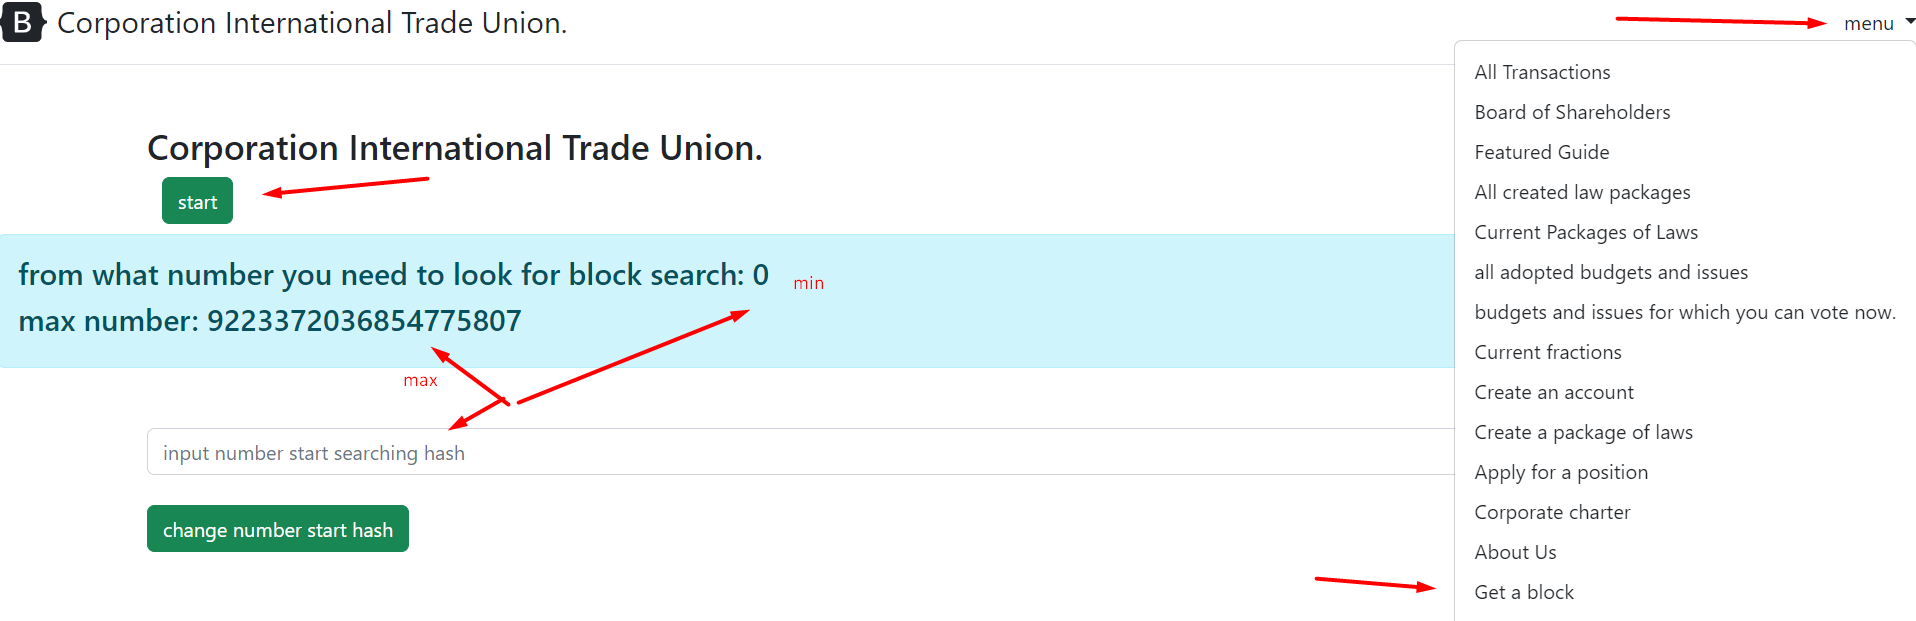 B Corporation International Trade Union.
menu
All Transactions
Board of Shareholders
Featured Guide
All created law packages
Current Packages of Laws
all adopted budgets and issues
budgets and issues for which you can vote now.
Current fractions
Create an account
Create a package of laws
Apply for a position
Corporate charter
About Us
Get a block
Corporation International Trade Union.
start
from what number you need to look for block search: 0
min
max number: 9223372036854775807
max
input number start searching hash
change number start hash